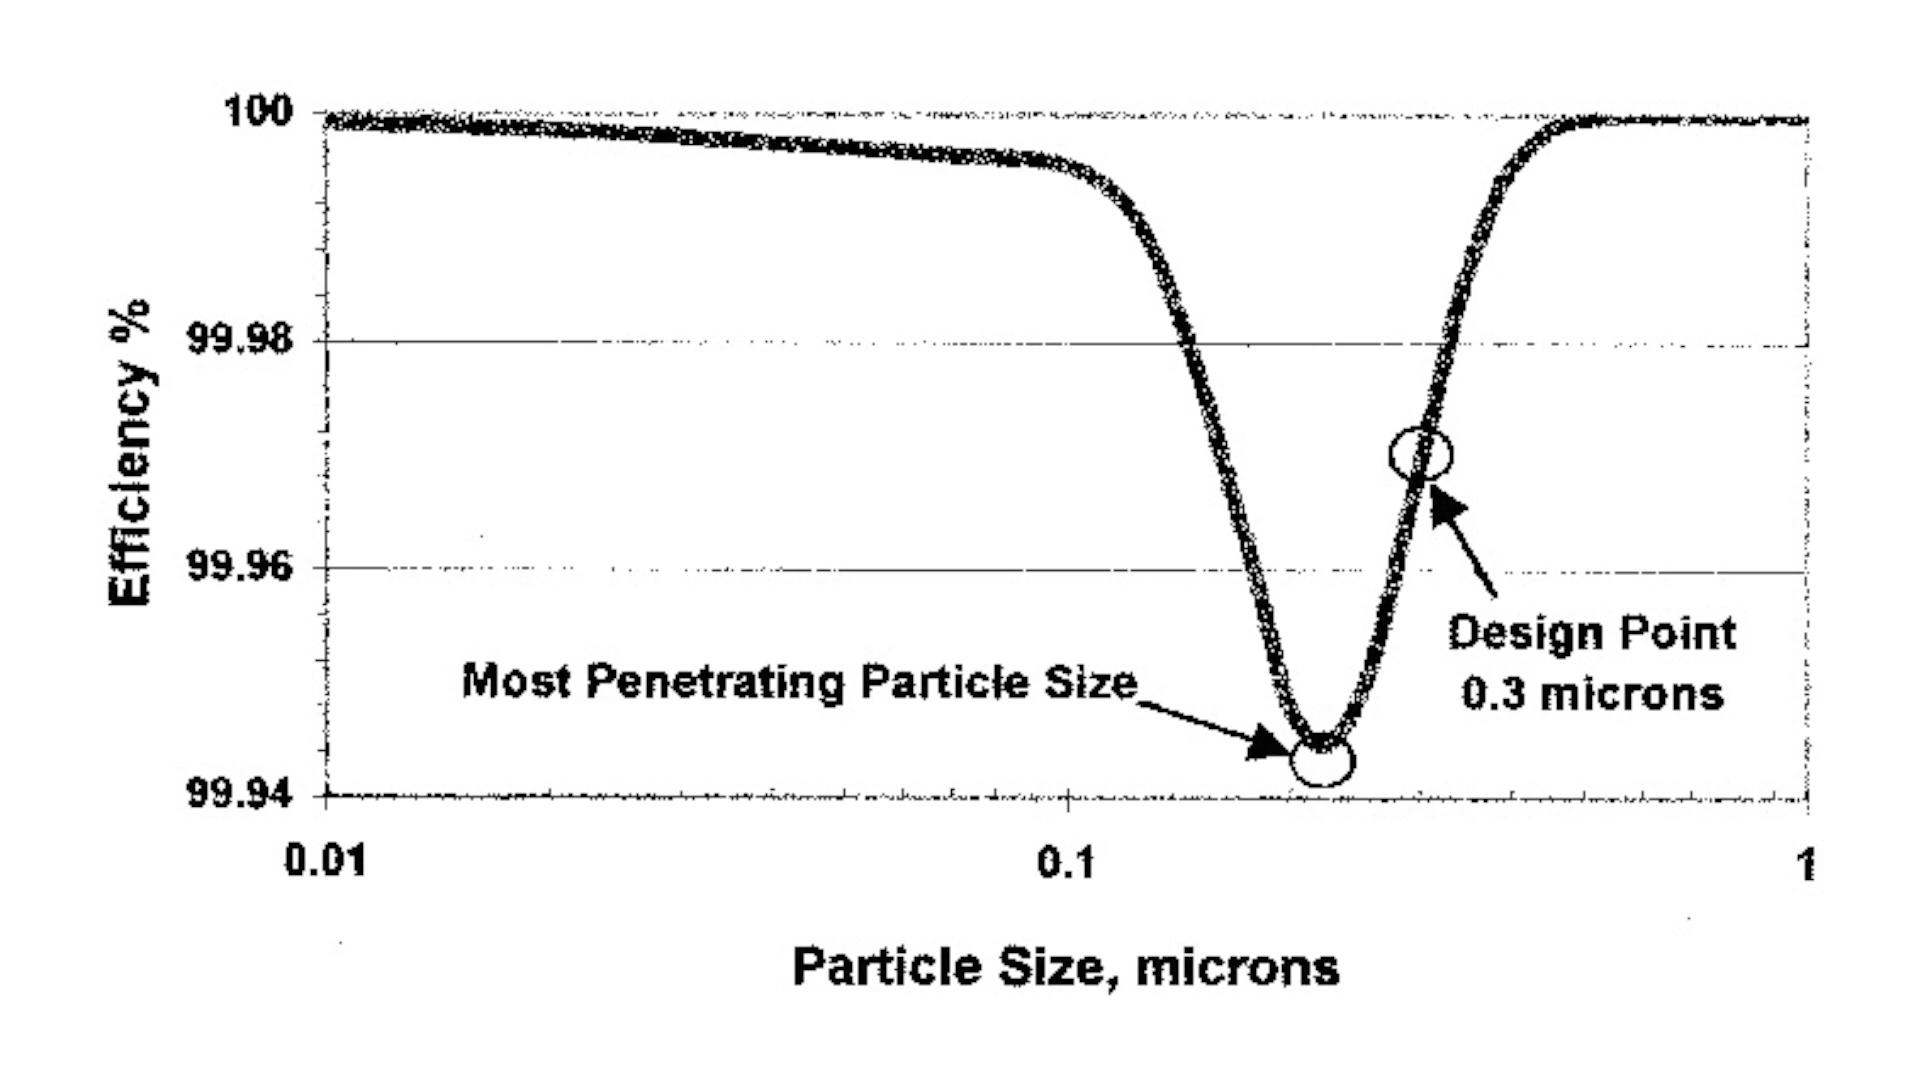 100
99.98
99.96
99.94
Efficiency %
Most Penetrating Particle Size
Design Point
0.3 microns
0.01
0.1
1
Particle Size, microns